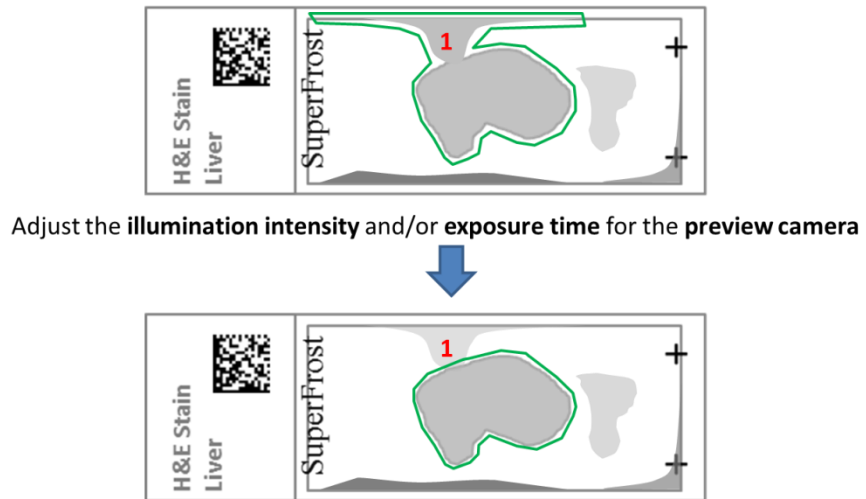 H&E Stain
Liver
SuperFrost
1
Adjust the illumination intensity and/or exposure time for the preview camera
H&E Stain
Liver
SuperFrost
1